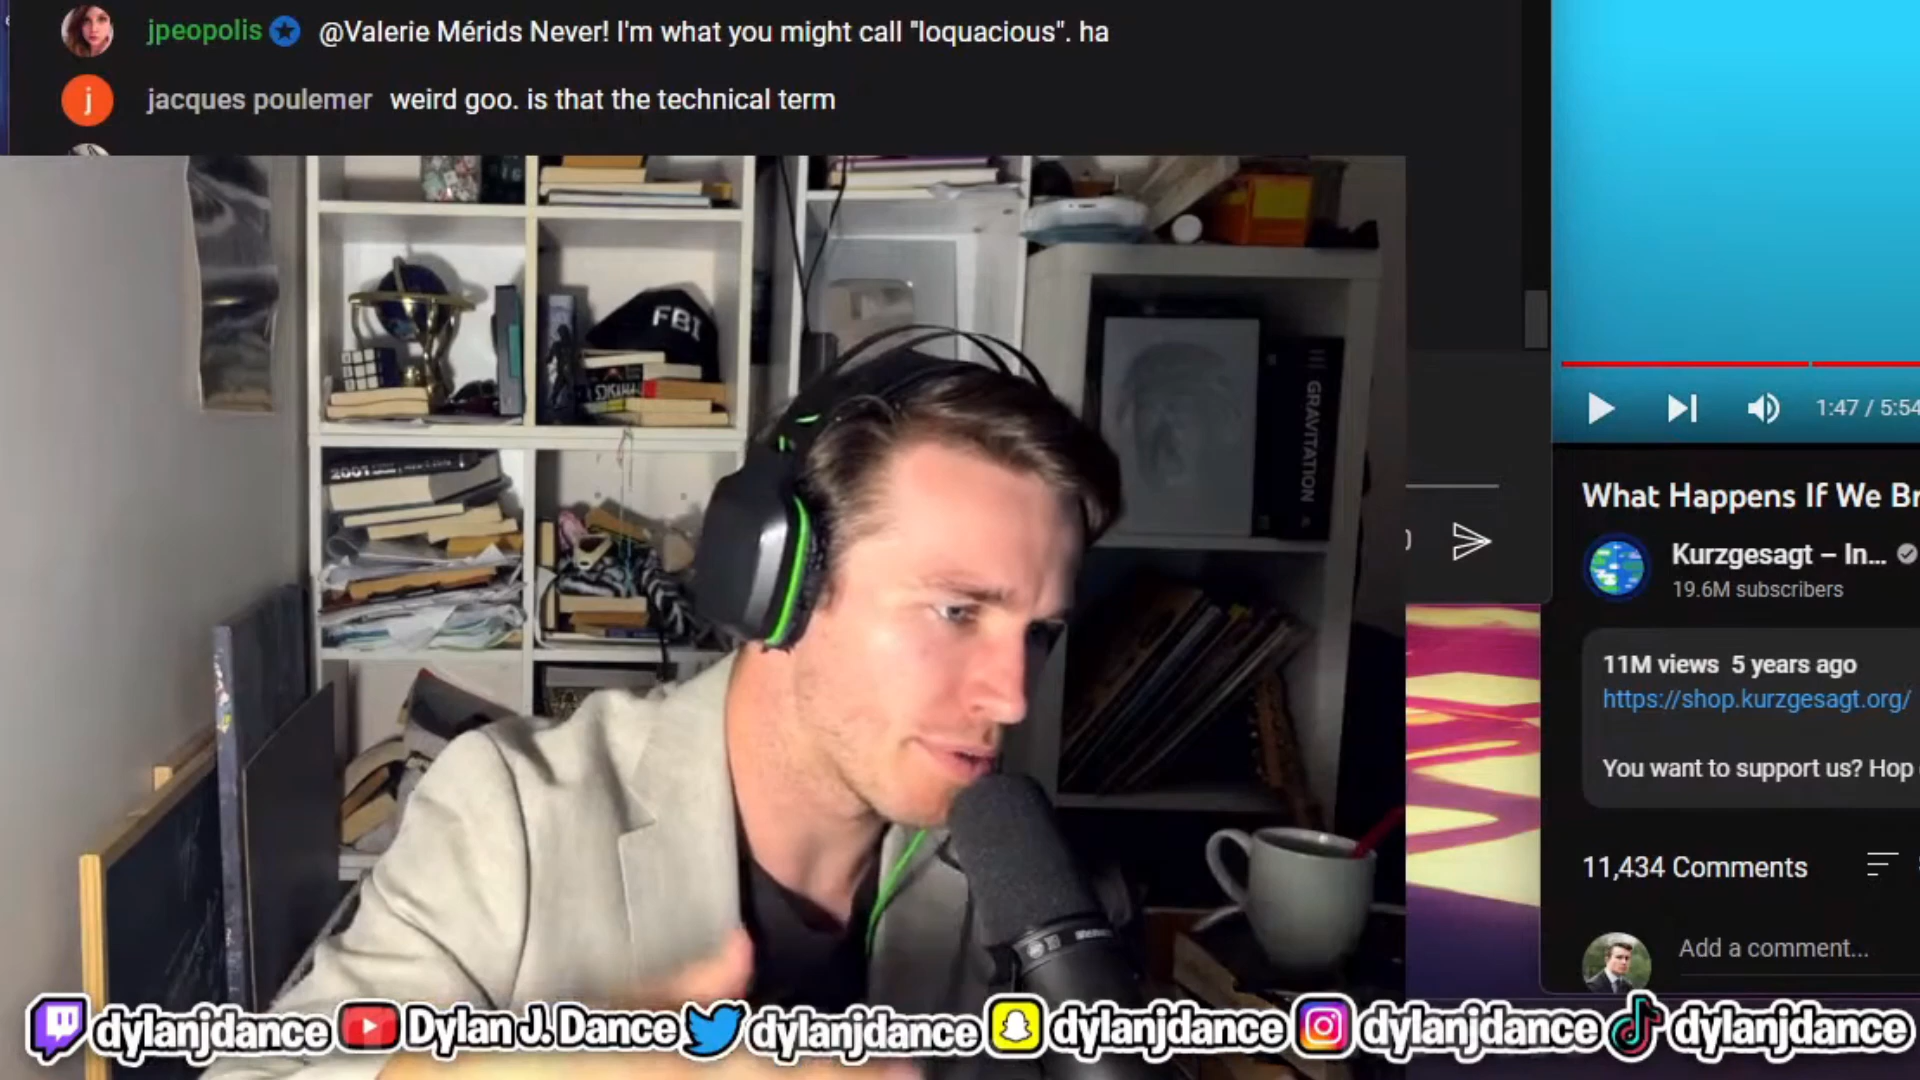 jpeopolis @Valerie Mérids Never! I'm what you might call "loquacious". ha
j jacques poulemer weird goo. is that the technical term
FBI
2001
GRAVITATION
1:47 / 5:54
What Happens If We Br
Kurzgesagt – In...
19.6M subscribers
11M views 5 years ago
https://shop.kurzgesagt.org/
You want to support us? Hop
11,434 Comments
Add a comment...
dylanjdance Dylan J. Dance dylanjdance dylanjdance dylanjdance dylanjdance